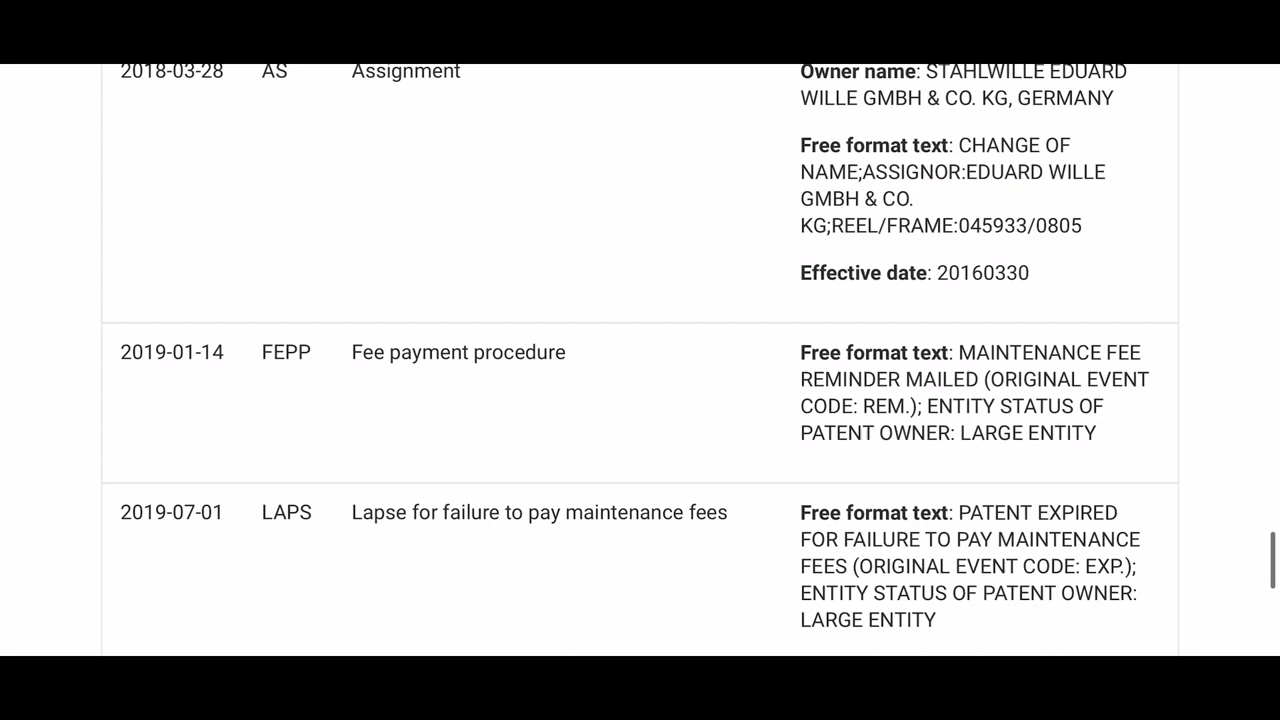 2018-03-28 AS Assignment Owner name: STAHLWILLE EDUARD
WILLE GMBH & CO. KG, GERMANY
Free format text: CHANGE OF
NAME;ASSIGNOR:EDUARD WILLE
GMBH & CO.
KG;REEL/FRAME:045933/0805
Effective date: 20160330
2019-01-14 FEPP Fee payment procedure Free format text: MAINTENANCE FEE
REMINDER MAILED (ORIGINAL EVENT
CODE: REM.); ENTITY STATUS OF
PATENT OWNER: LARGE ENTITY
2019-07-01 LAPS Lapse for failure to pay maintenance fees Free format text: PATENT EXPIRED
FOR FAILURE TO PAY MAINTENANCE
FEES (ORIGINAL EVENT CODE: EXP.);
ENTITY STATUS OF PATENT OWNER:
LARGE ENTITY